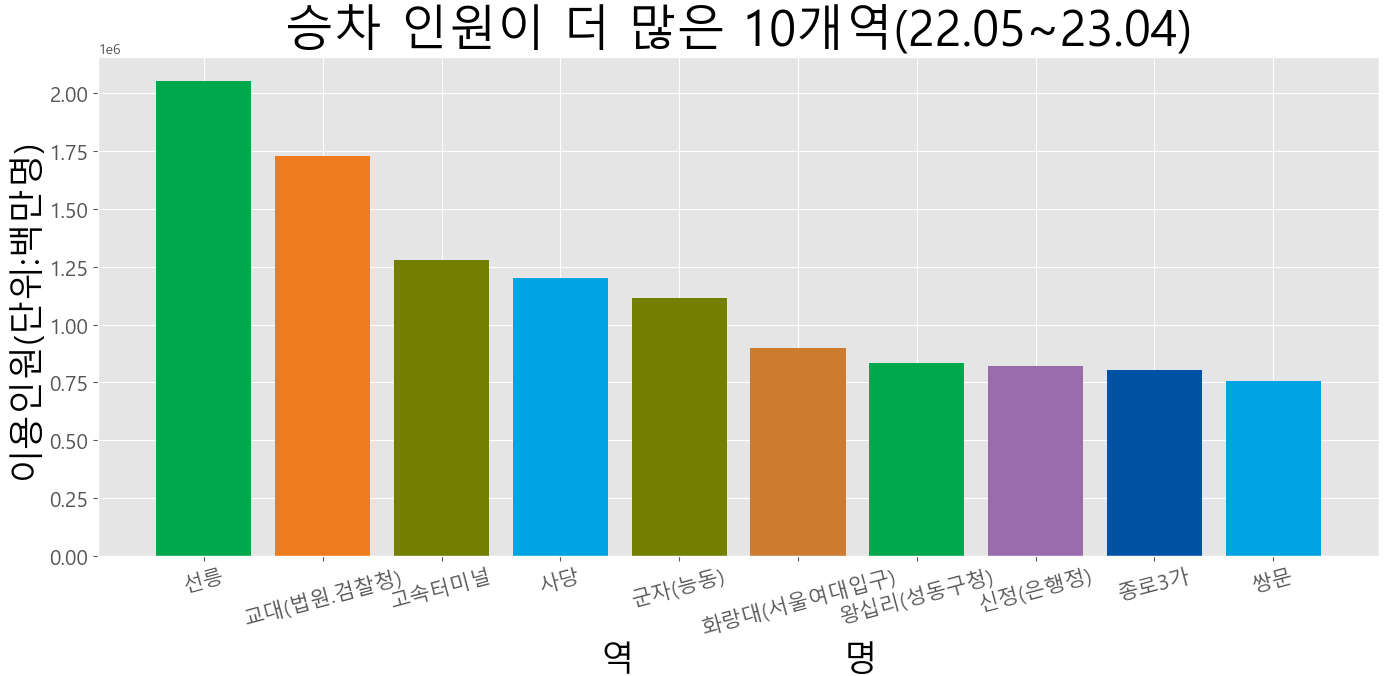 승차 인원이 더 많은 10개역(22.05~23.04)
1e6
이용인원(단위:백만명)
2.00
1.75
1.50
1.25
1.00
0.75
0.50
0.25
0.00
선릉
교대(법원.검찰청)
고속터미널
사당
군자(능동)
화랑대(서울여대입구)
왕십리(성동구청)
신정(은행정)
종로3가
쌍문
역 명